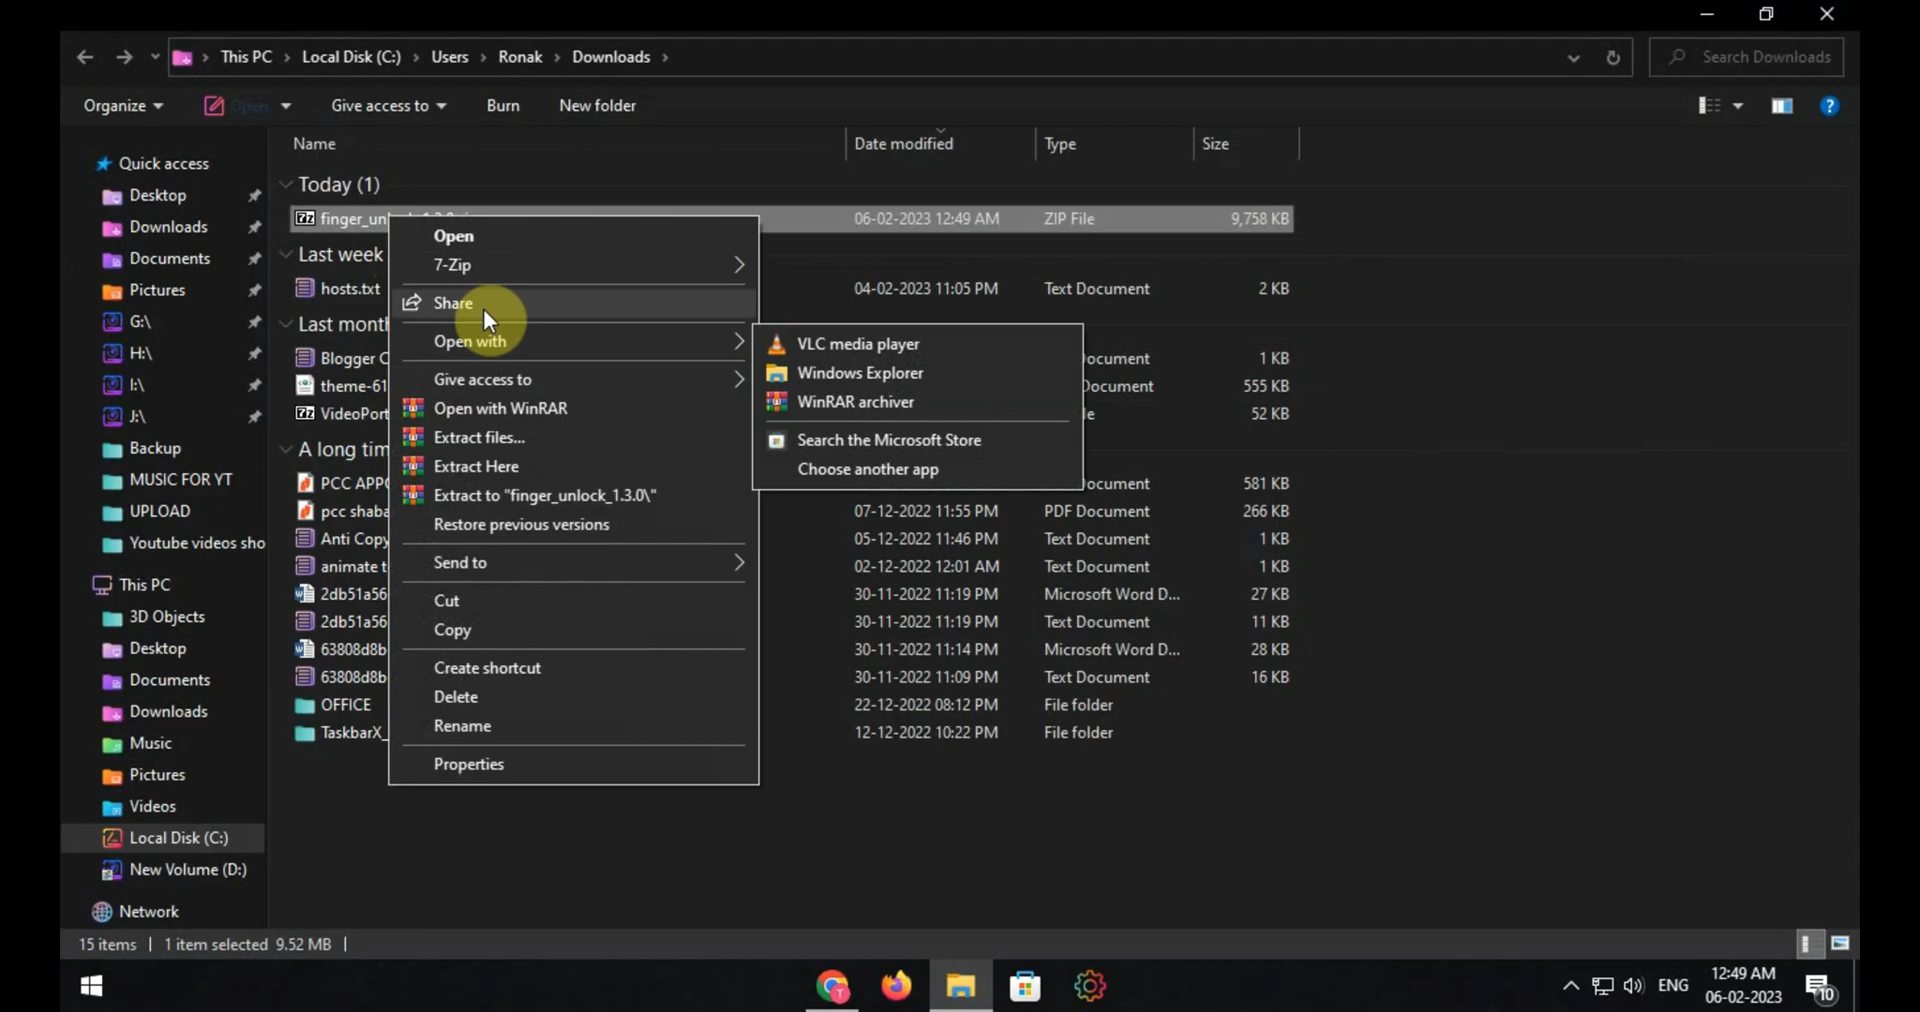 This PC
Local Disk (C:)
Users
Ronak
Downloads
Search Downloads
Organize
Open
Give access to
Burn
New folder
Name
Date modified
Type
Size
Quick access
Desktop
Downloads
Documents
Pictures
G:\
H:\
I:\
J:\
Backup
MUSIC FOR YT
UPLOAD
Youtube videos sho
This PC
3D Objects
Desktop
Documents
Downloads
Music
Pictures
Videos
Local Disk (C:)
New Volume (D:)
Network
Today (1)
06-02-2023 12:49 AM ZIP File 9,758 KB
Last week
hosts.txt 04-02-2023 11:05 PM Text Document 2 KB
Last month
Blogger 1 KB
theme-61 555 KB
52 KB
A long
PCC 581 KB
pcc 07-12-2022 11:55 PM PDF Document 266 KB
Anti Copy 05-12-2022 11:46 PM Text Document 1 KB
animate 02-12-2022 12:01 AM Text Document 1 KB
2db51a56 30-11-2022 11:19 PM Microsoft Word D... 27 KB
2db51a56 30-11-2022 11:19 PM Text Document 11 KB
63808d8b 30-11-2022 11:14 PM Microsoft Word D... 28 KB
63808d8b 30-11-2022 11:09 PM Text Document 16 KB
OFFICE 22-12-2022 08:12 PM File folder
TaskbarX_ 12-12-2022 10:22 PM File folder
Open
7-Zip
Share
Open with
Give access to
Open with WinRAR
Extract files...
Extract Here
Extract to "finger_unlock_1.3.0\"
Restore previous versions
Send to
Cut
Copy
Create shortcut
Delete
Rename
Properties
VLC media player
Windows Explorer
WinRAR archiver
Search the Microsoft Store
Choose another app
15 items
1 item selected 9.52 MB
ENG
12:49 AM
06-02-2023
10